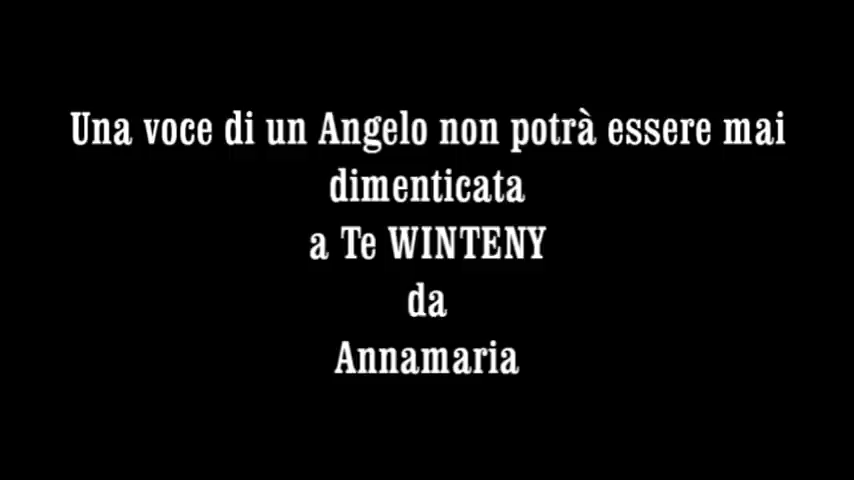 Una voce di un Angelo non potrà essere mai
dimenticata
a Te WINTENY
da
Annamaria